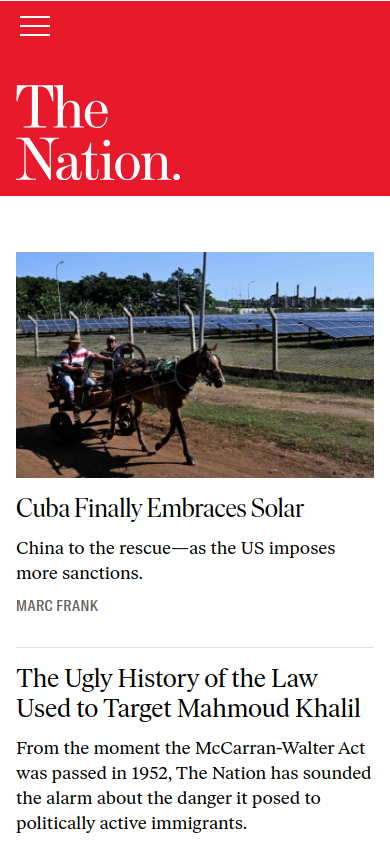 The
Nation.
Cuba Finally Embraces Solar
China to the rescue—as the US imposes
more sanctions.
MARC FRANK
The Ugly History of the Law
Used to Target Mahmoud Khalil
From the moment the McCarran-Walter Act
was passed in 1952, The Nation has sounded
the alarm about the danger it posed to
politically active immigrants.